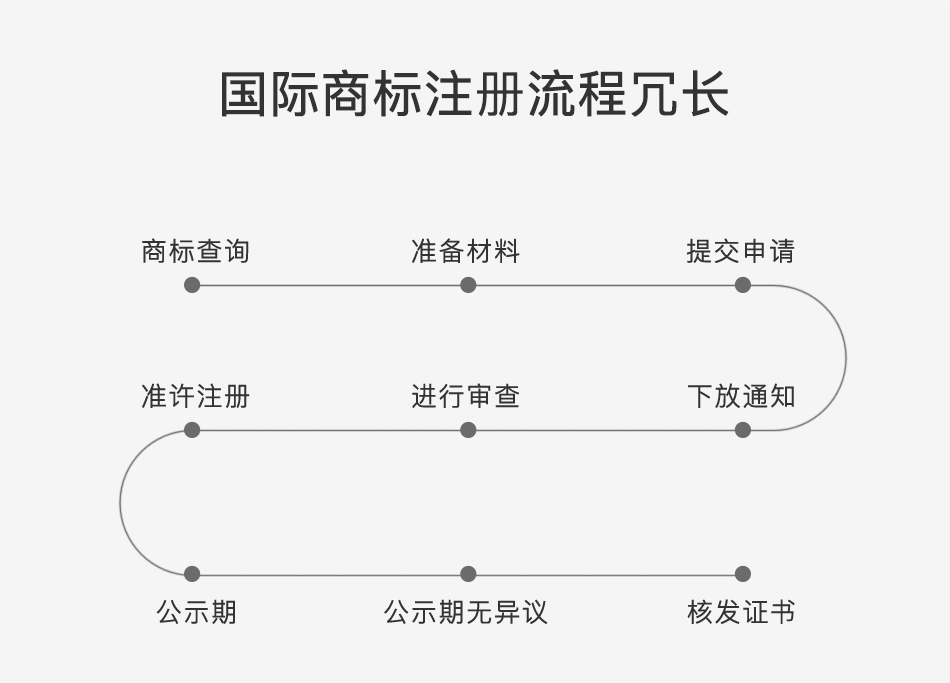 国际商标注册流程冗长
商标查询
准备材料
提交申请
下放通知
进行审查
准许注册
公示期
公示期无异议
核发证书